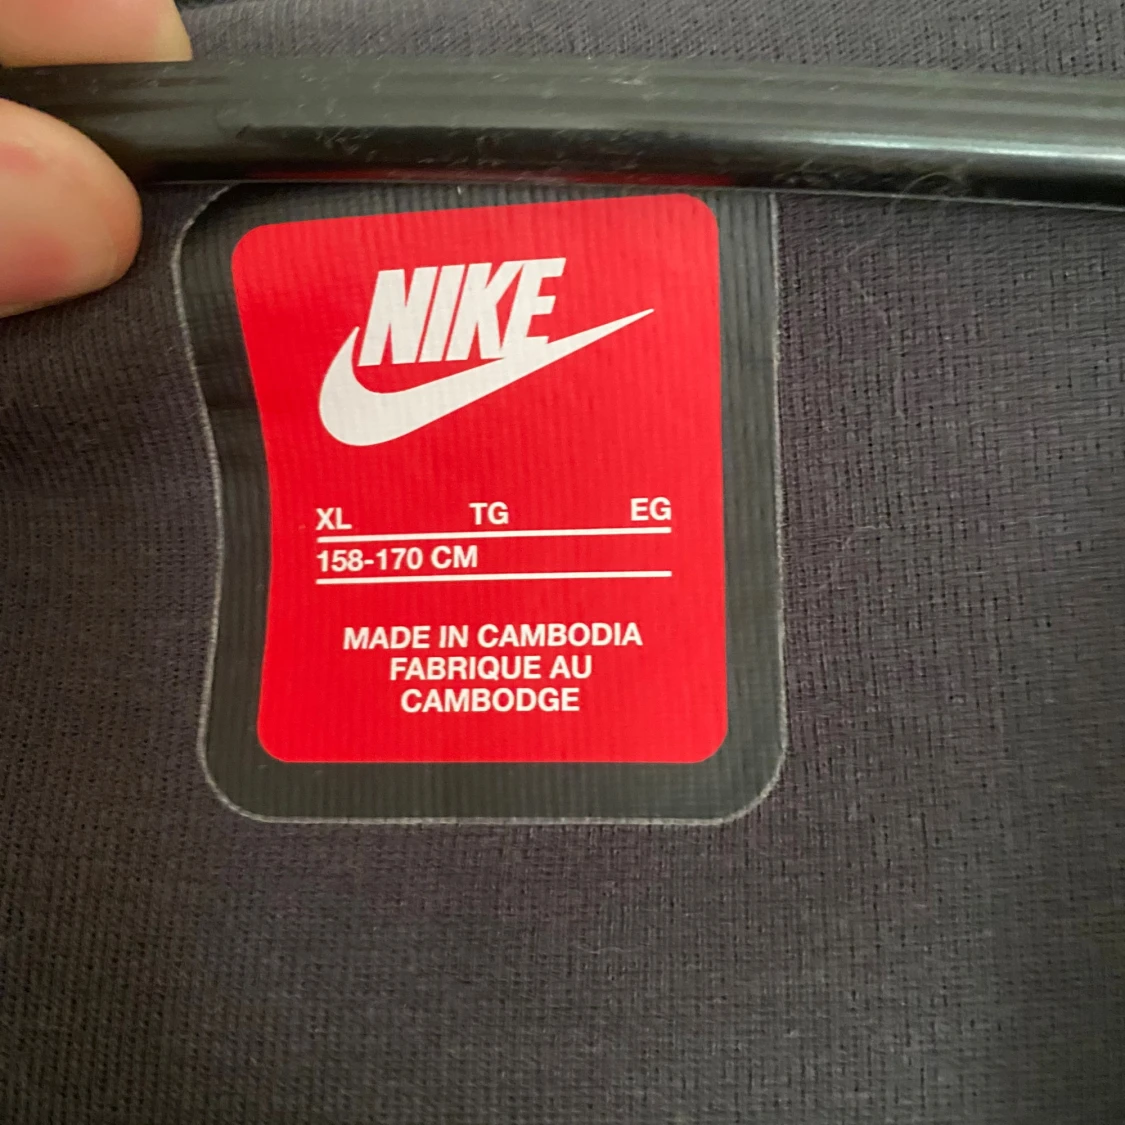 NIKE
XL TG EG
158-170 CM
MADE IN CAMBODIA
FABRIQUE AU
CAMBODGE